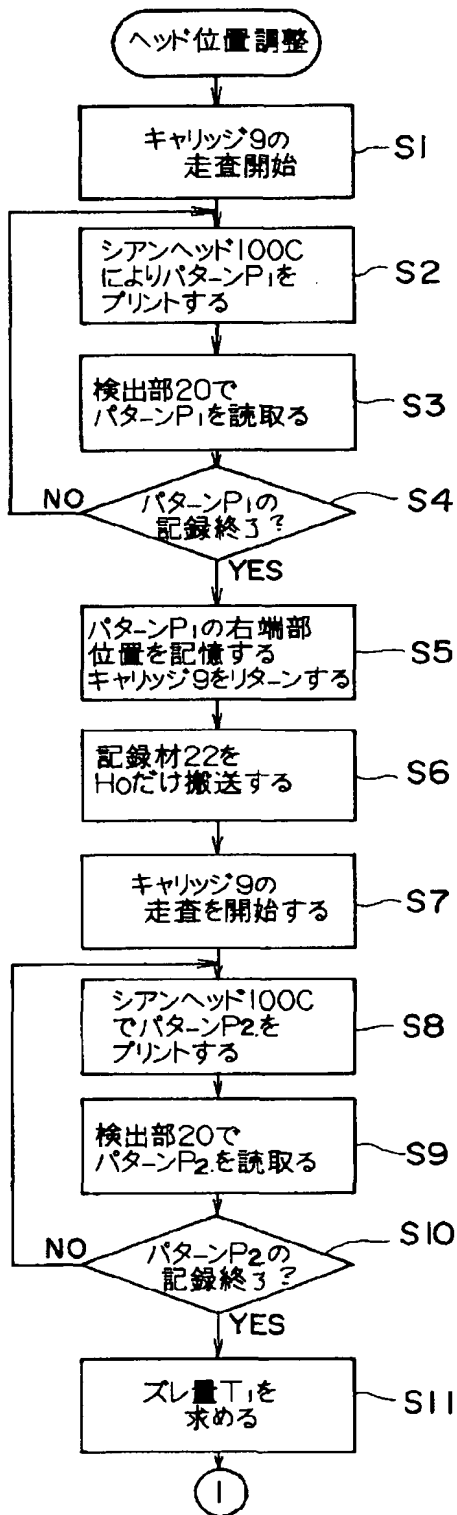 ヘッド位置調整
キャリッジ9の
走査開始
S1
シアンヘッド100C
によりパターンP1を
プリントする
S2
検出部20で
パターンP1を読取る
S3
パターンP1の
記録終了?
S4
NO
YES
パターンP1の右端部
位置を記憶する
キャリッジ9をリターンする
S5
記録材22を
H0だけ搬送する
S6
キャリッジ9の
走査を開始する
S7
シアンヘッド100C
でパターンP2を
プリントする
S8
検出部20で
パターンP2を読取る
S9
パターンP2の
記録終了?
S10
NO
YES
ズレ量T1を
求める
S11
1